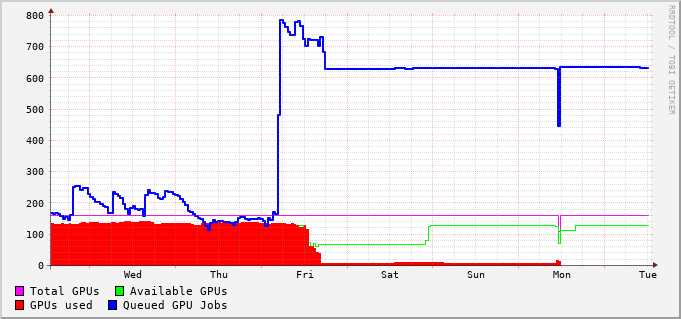 800
700
600
500
400
300
200
100
0
Wed Thu Fri Sat Sun Mon Tue
Total GPUs Available GPUs
GPUs used Queued GPU Jobs
RRDTOOL / TOBI OETIKER